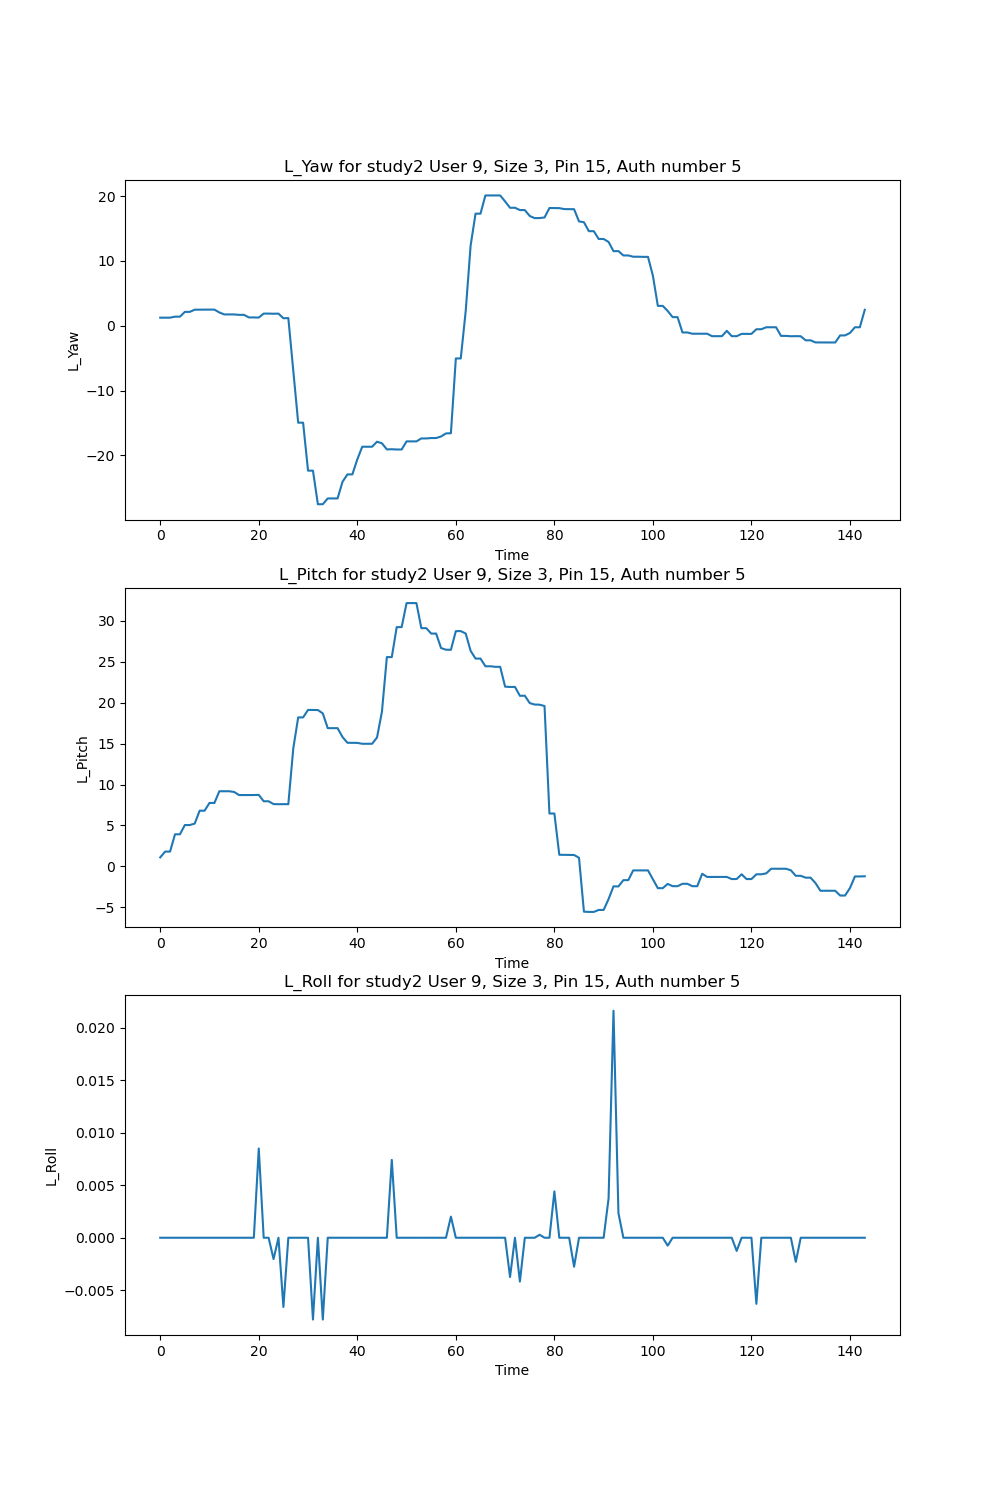 L_Yaw for study2 User 9, Size 3, Pin 15, Auth number 5
20
10
0
−10
−20
L_Yaw
0 20 40 60 80 100 120 140
Time
L_Pitch for study2 User 9, Size 3, Pin 15, Auth number 5
30
25
20
15
10
5
0
−5
L_Pitch
0 20 40 60 80 100 120 140
Time
L_Roll for study2 User 9, Size 3, Pin 15, Auth number 5
0.020
0.015
0.010
0.005
0.000
−0.005
L_Roll
0 20 40 60 80 100 120 140
Time